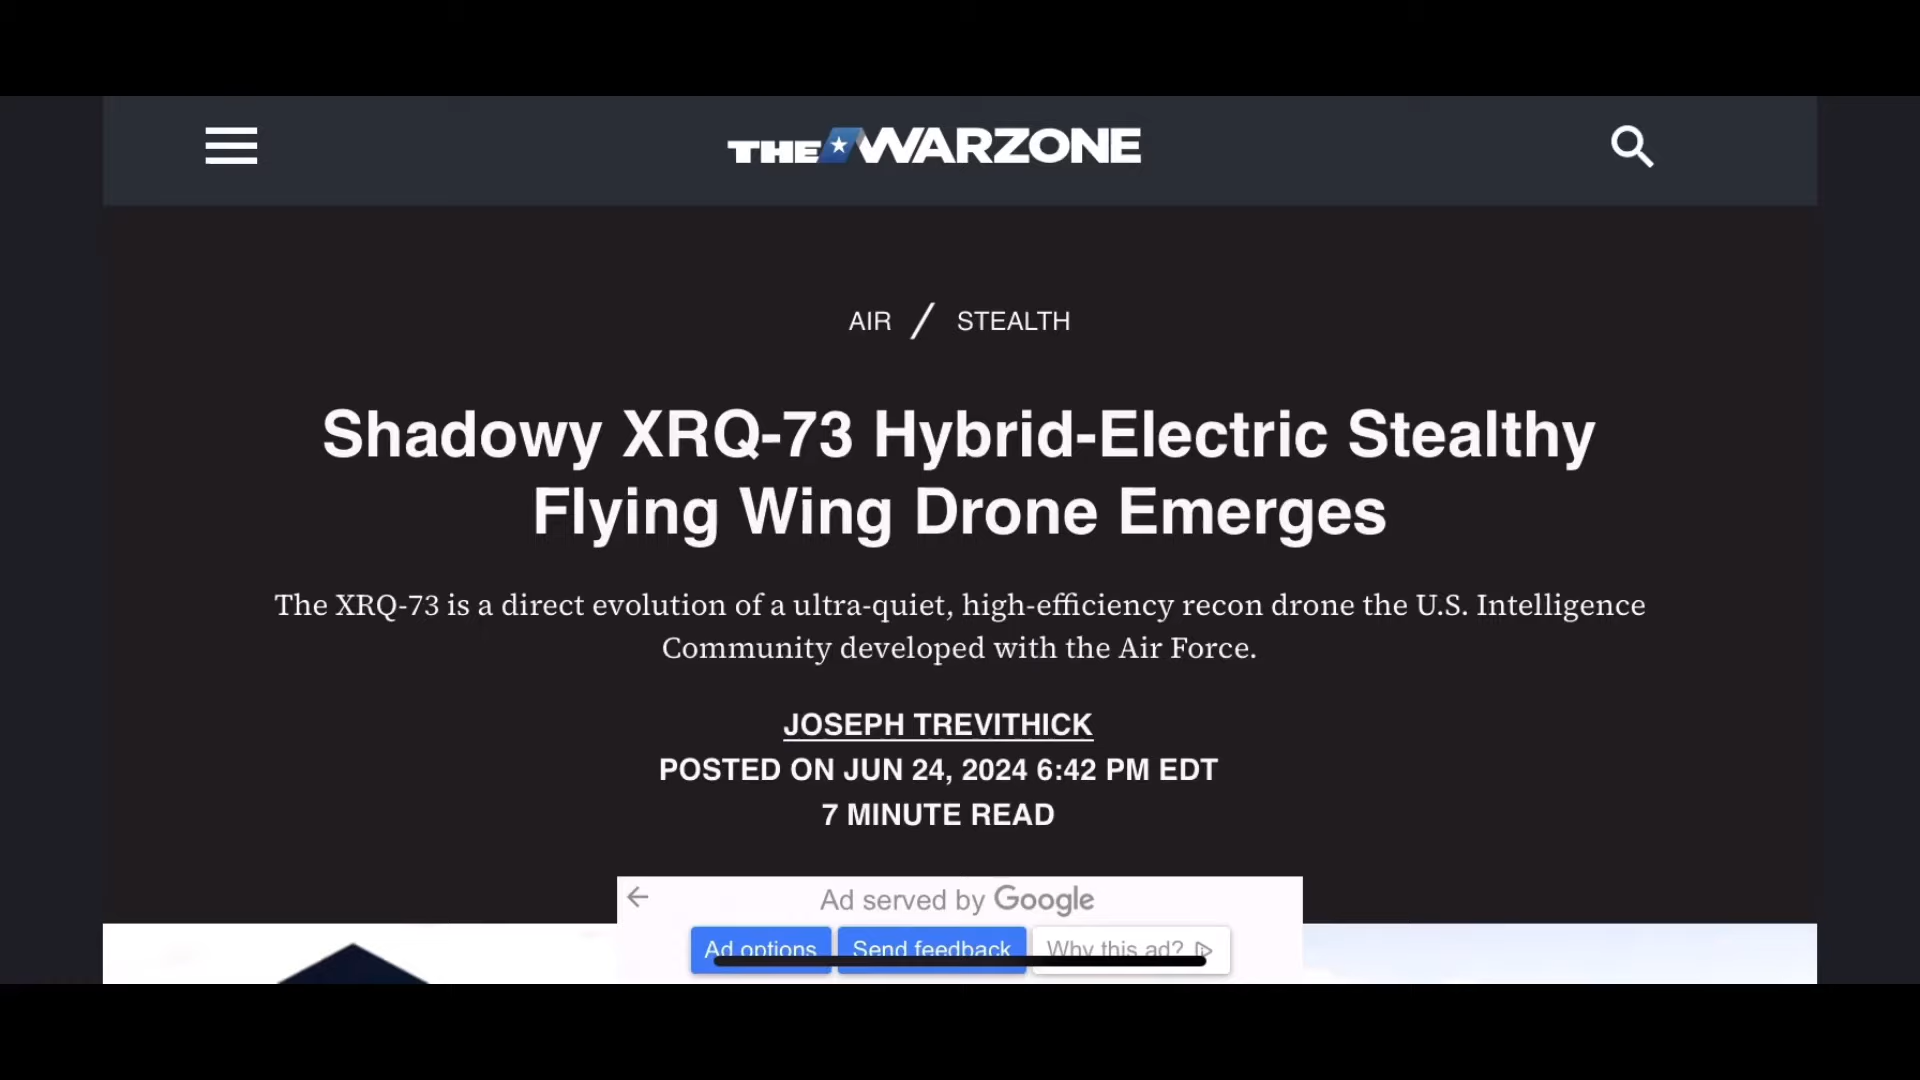 THE WARZONE
AIR / STEALTH
Shadowy XRQ-73 Hybrid-Electric Stealthy
Flying Wing Drone Emerges
The XRQ-73 is a direct evolution of a ultra-quiet, high-efficiency recon drone the U.S. Intelligence
Community developed with the Air Force.
JOSEPH TREVITHICK
POSTED ON JUN 24, 2024 6:42 PM EDT
7 MINUTE READ
Ad served by Google
Ad options Send feedback Why this ad?